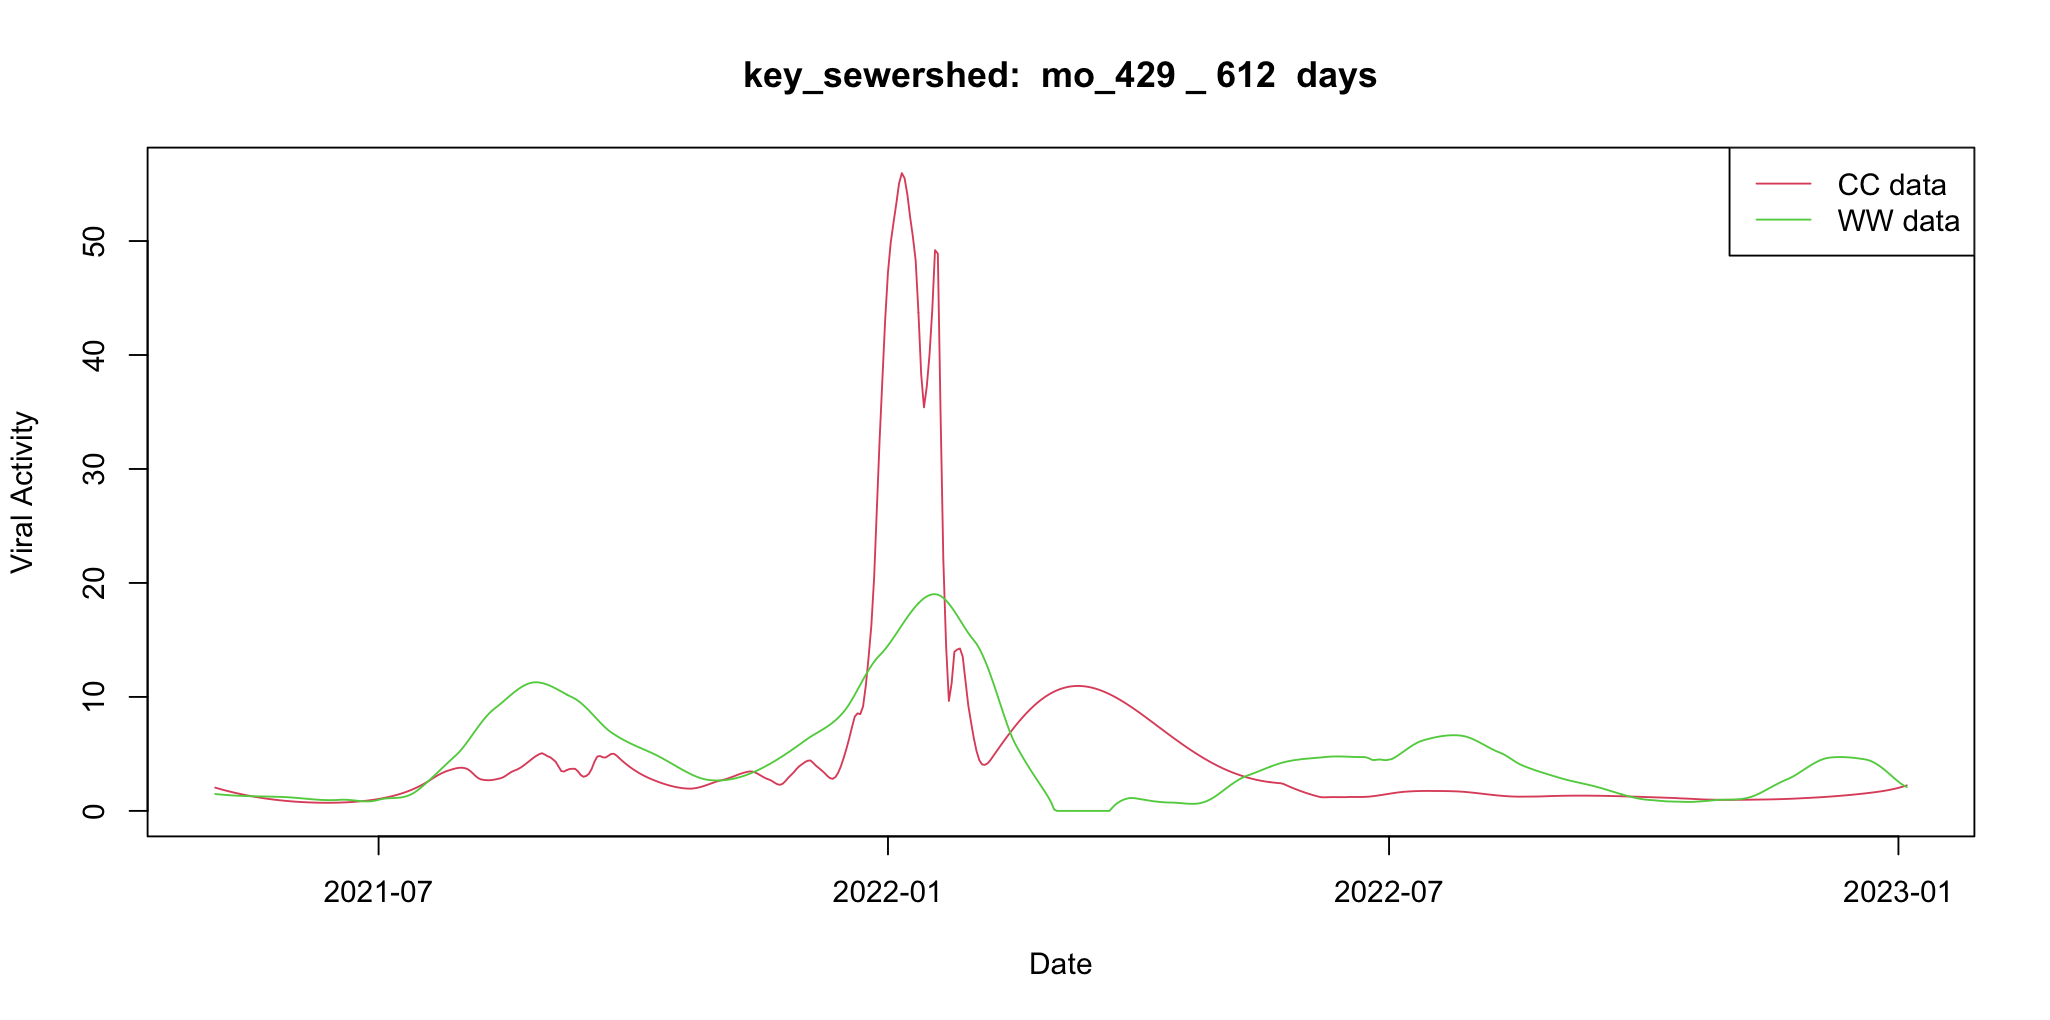 key_sewershed:  mo_429 _ 612  days
CC data
WW data
Viral Activity
50
40
30
20
10
0
2021-07
2022-01
2022-07
2023-01
Date